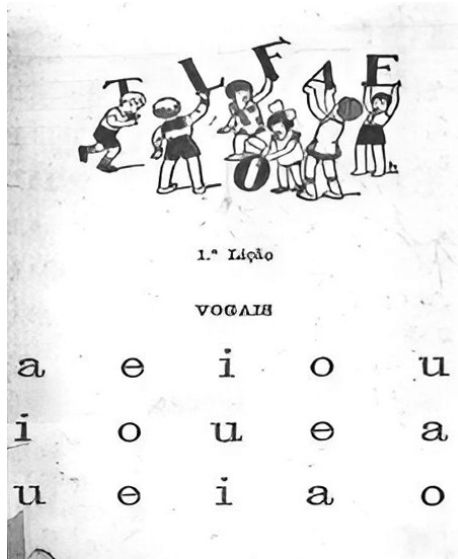 T L F A E
O
1.ª Lição
VOGAIS
a e i o u
i o u e a
u e i a o